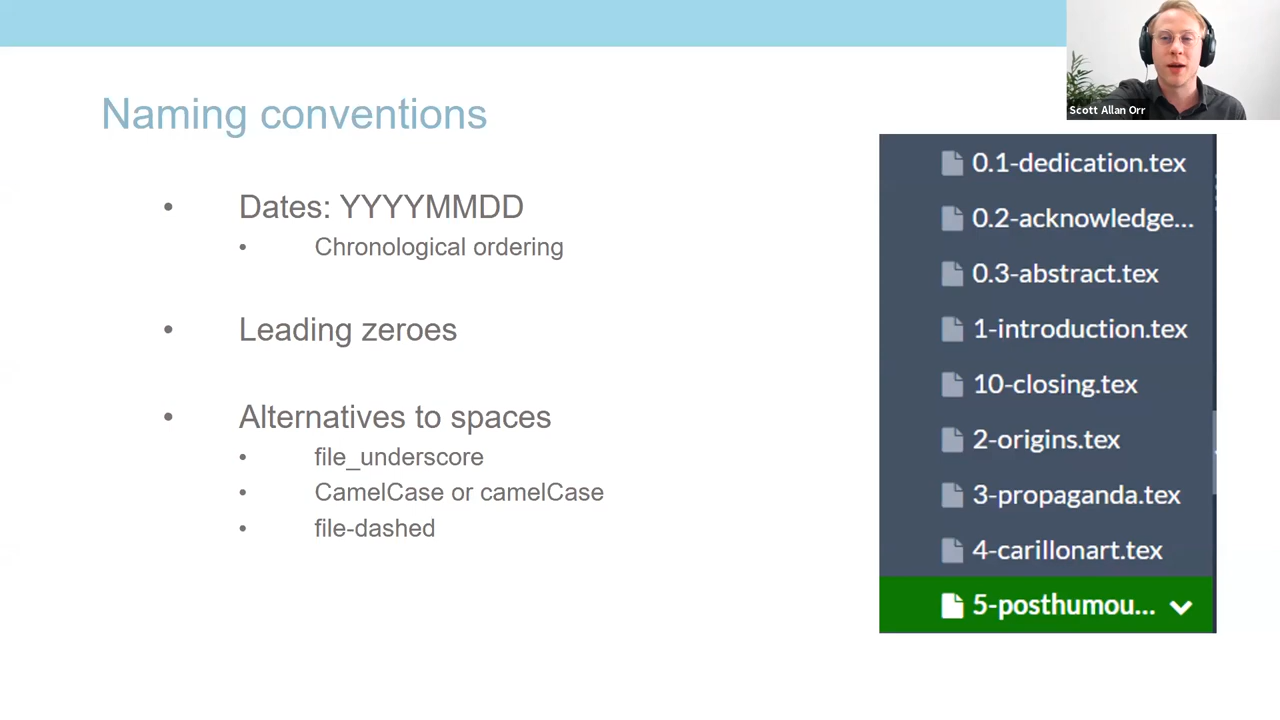 Scott Allan Orr
Naming conventions
• Dates: YYYYMMDD
• Chronological ordering
• Leading zeroes
• Alternatives to spaces
• file_underscore
• CamelCase or camelCase
• file-dashed
0.1-dedication.tex
0.2-acknowledge...
0.3-abstract.tex
1-introduction.tex
10-closing.tex
2-origins.tex
3-propaganda.tex
4-carillonart.tex
5-posthumou...